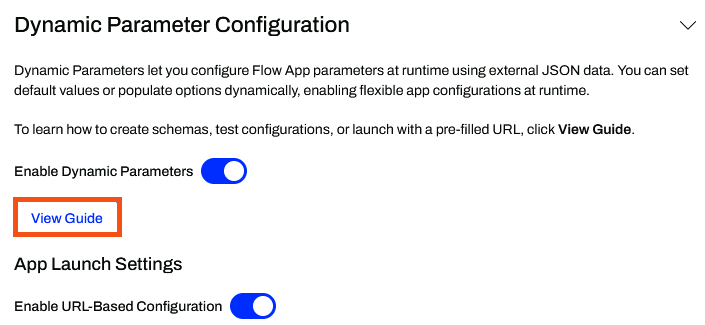 Dynamic Parameter Configuration
Dynamic Parameters let you configure Flow App parameters at runtime using external JSON data. You can set
default values or populate options dynamically, enabling flexible app configurations at runtime.
To learn how to create schemas, test configurations, or launch with a pre-filled URL, click View Guide.
Enable Dynamic Parameters
View Guide
App Launch Settings
Enable URL-Based Configuration